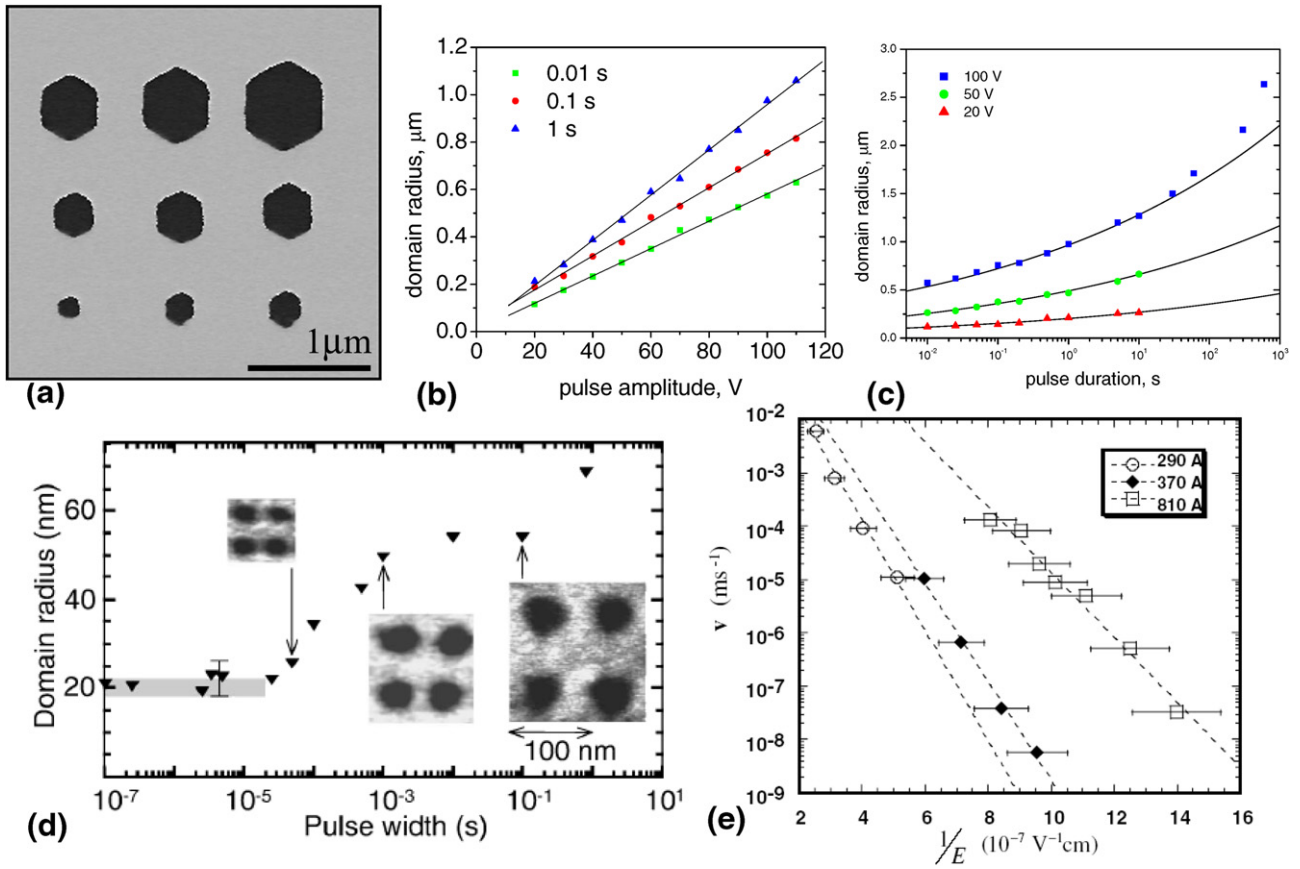 1μm
(a)
domain radius, μm
1.2
1.0
0.8
0.6
0.4
0.2
0.0
0.01 s
0.1 s
1 s
0 20 40 60 80 100 120
pulse amplitude, V
(b)
domain radius, μm
3.0
2.5
2.0
1.5
1.0
0.5
0.0
100 V
50 V
20 V
10⁻² 10⁻¹ 10⁰ 10¹ 10² 10³
pulse duration, s
(c)
Domain radius (nm)
60
40
20
0
100 nm
10⁻⁷ 10⁻⁵ 10⁻³ 10⁻¹ 10¹
Pulse width (s)
(d)
v (ms⁻¹)
10⁻²
10⁻³
10⁻⁴
10⁻⁵
10⁻⁶
10⁻⁷
10⁻⁸
10⁻⁹
290 A
370 A
810 A
2 4 6 8 10 12 14 16
1/E (10⁻⁷ V⁻¹cm)
(e)